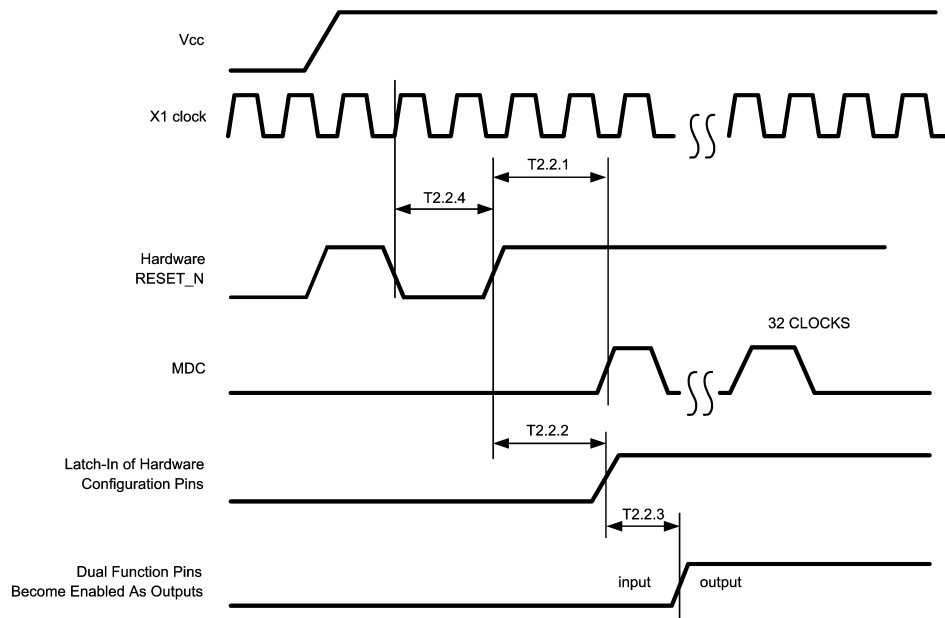 Vcc
X1 clock
T2.2.1
T2.2.4
Hardware
RESET_N
32 CLOCKS
MDC
T2.2.2
Latch-In of Hardware
Configuration Pins
T2.2.3
Dual Function Pins
Become Enabled As Outputs
input
output